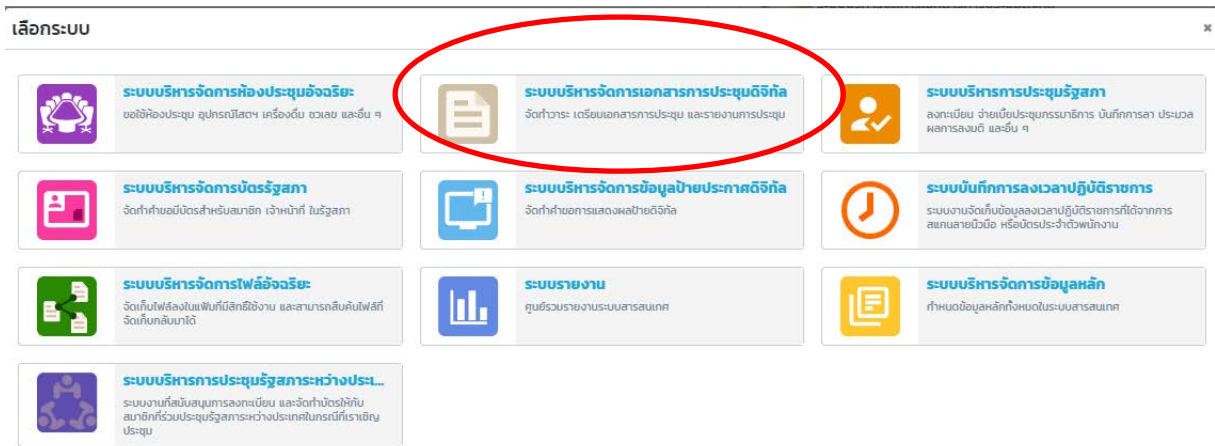 เลือกระบบ
ระบบบริหารจัดการห้องประชุมอัจฉริยะ
ขอใช้ห้องประชุม อุปกรณ์โสตฯ เครื่องดื่ม ชวเลข และอื่น ๆ
ระบบบริหารจัดการเอกสารการประชุมดิจิทัล
จัดทำวาระ เตรียมเอกสารการประชุม และรายงานการประชุม
ระบบบริหารการประชุมรัฐสภา
ลงทะเบียน จ่ายเบี้ยประชุมกรรมาธิการ บันทึกการลา ประมวล
ผลการลงมติ และอื่น ๆ
ระบบบริหารจัดการบัตรรัฐสภา
จัดทำคำขอมีบัตรสำหรับสมาชิก เจ้าหน้าที่ ในรัฐสภา
ระบบบริหารจัดการข้อมูลป้ายประกาศดิจิทัล
จัดทำคำขอการแสดงผลป้ายดิจิทัล
ระบบบันทึกการลงเวลาปฏิบัติราชการ
ระบบงานจัดเก็บข้อมูลลงเวลาปฏิบัติราชการที่ได้จากการ
สแกนลายนิ้วมือ หรือบัตรประจำตัวพนักงาน
ระบบบริหารจัดการไฟล์อัจฉริยะ
จัดเก็บไฟล์ลงในแฟ้มที่มีสิทธิ์ใช้งาน และสามารถสืบค้นไฟล์ที่
จัดเก็บกลับมาได้
ระบบรายงาน
ศูนย์รวมรายงานระบบสารสนเทศ
ระบบบริหารจัดการข้อมูลหลัก
กำหนดข้อมูลหลักทั้งหมดในระบบสารสนเทศ
ระบบบริหารการประชุมรัฐสภาระหว่างประเ...
ระบบงานที่สนับสนุนการลงทะเบียน และจัดทำบัตรให้กับ
สมาชิกที่ร่วมประชุมรัฐสภาระหว่างประเทศในกรณีที่เราเชิญ
ประชุม